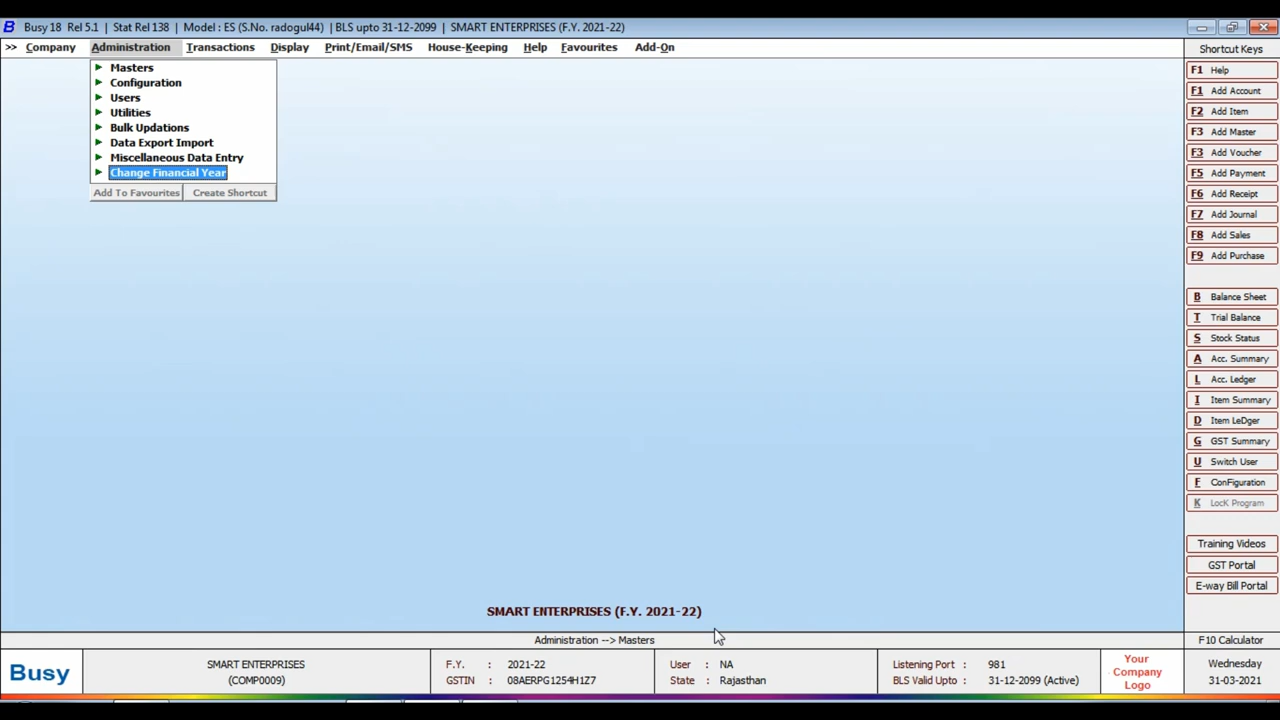 B Busy 18 Rel 5.1 | Stat Rel 138 | Model : ES (S.No. radogul44) | BLS upto 31-12-2099 | SMART ENTERPRISES (F.Y. 2021-22)
>> Company Administration Transactions Display Print/Email/SMS House-Keeping Help Favourites Add-On
Masters
Configuration
Users
Utilities
Bulk Updations
Data Export Import
Miscellaneous Data Entry
Change Financial Year
Add To Favourites Create Shortcut
Shortcut Keys
F1 Help
F1 Add Account
F2 Add Item
F3 Add Master
F3 Add Voucher
F5 Add Payment
F6 Add Receipt
F7 Add Journal
F8 Add Sales
F9 Add Purchase
B Balance Sheet
T Trial Balance
S Stock Status
A Acc. Summary
L Acc. Ledger
I Item Summary
D Item LeDger
G GST Summary
U Switch User
F ConFiguration
K LocK Program
Training Videos
GST Portal
E-way Bill Portal
SMART ENTERPRISES (F.Y. 2021-22)
Administration --> Masters
F10 Calculator
Busy
SMART ENTERPRISES
(COMP0009)
F.Y. : 2021-22
GSTIN : 08AERPG1254H1Z7
User : NA
State : Rajasthan
Listening Port : 981
BLS Valid Upto : 31-12-2099 (Active)
Your
Company
Logo
Wednesday
31-03-2021